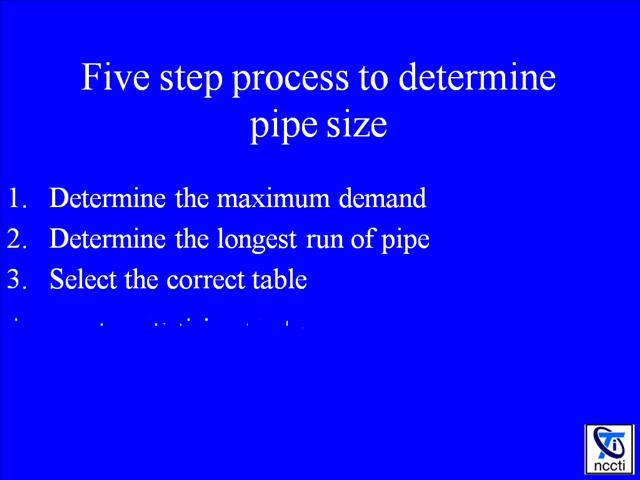 Five step process to determine
pipe size
1. Determine the maximum demand
2. Determine the longest run of pipe
3. Select the correct table
nccti